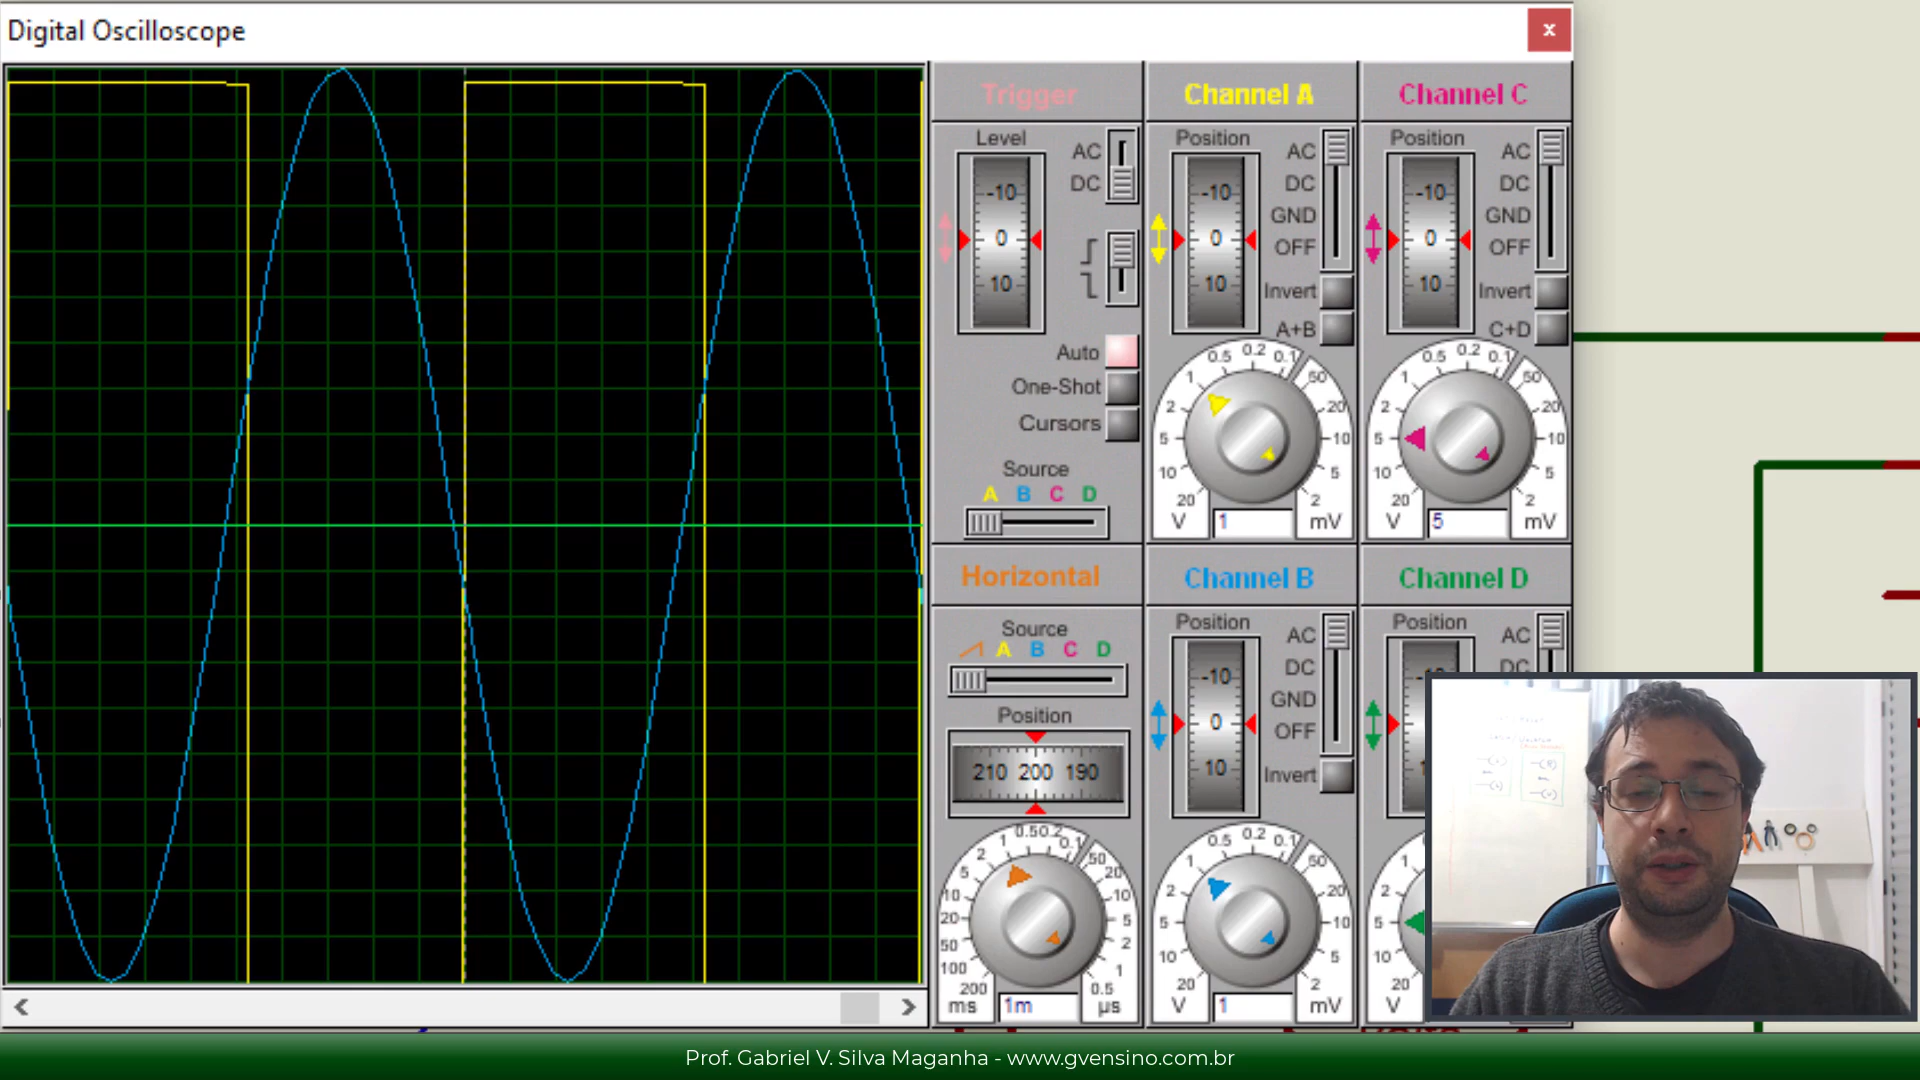 Digital Oscilloscope
x
Trigger
Level
AC
DC
-10
0
10
Auto
One-Shot
Cursors
Source
A B C D
Channel A
Position
AC
DC
GND
OFF
-10
0
10
Invert
A+B
0.5 0.2 0.1
1 50
2 20
5 10
10 5
20 2
V 1 mV
Channel C
Position
AC
DC
GND
OFF
-10
0
10
Invert
C+D
0.5 0.2 0.1
1 50
2 20
5 10
10 5
20 2
V 5 mV
Horizontal
Source
A B C D
Position
210 200 190
0.5 0.2
1 0.1
2 50
5 20
10 10
20 5
50 2
100 1
200 0.5
ms 1m µs
Channel B
Position
AC
DC
GND
OFF
-10
0
10
Invert
0.5 0.2 0.1
1 50
2 20
5 10
10 5
20 2
V 1 mV
Channel D
Position
AC
DC
1
2
5
10
20
V
Prof. Gabriel V. Silva Maganha - www.gvensino.com.br